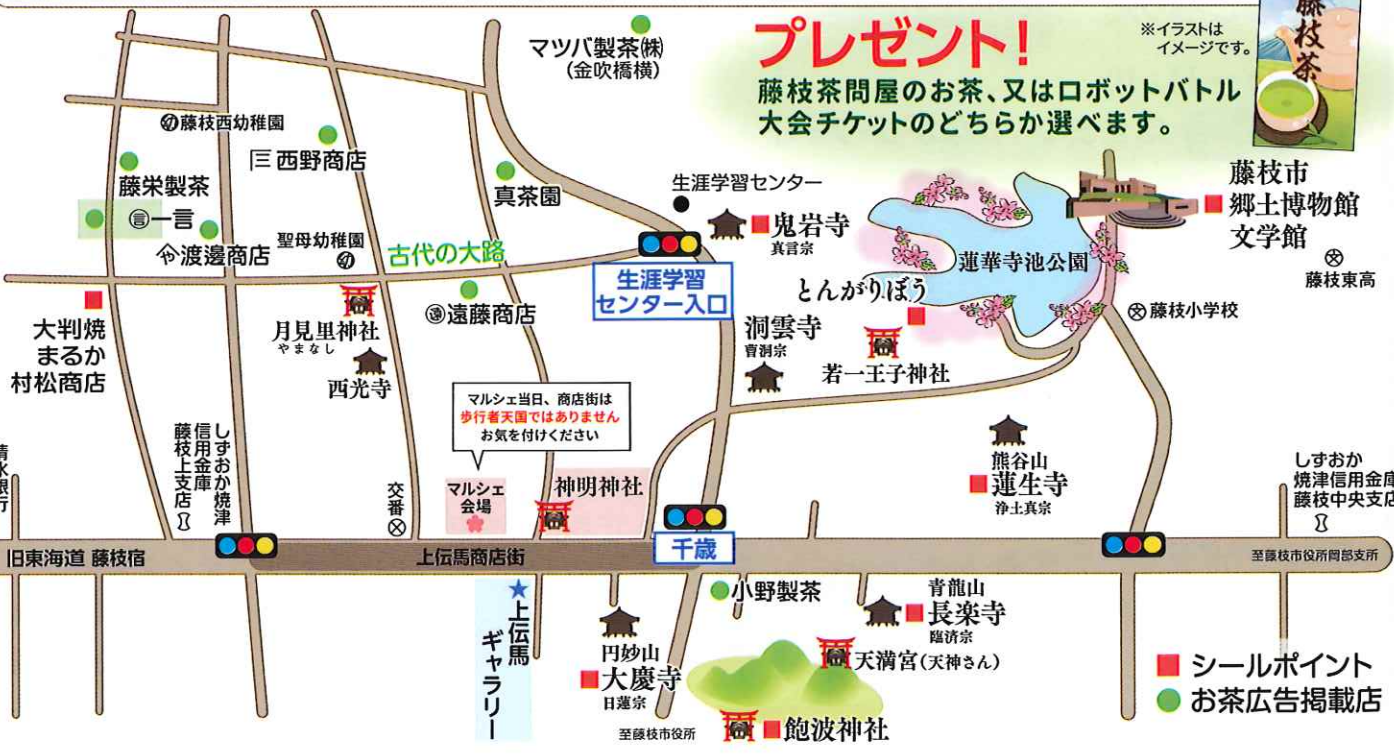 プレゼント!
※イラストは
イメージです。
藤枝茶
藤枝茶問屋のお茶、又はロボットバトル
大会チケットのどちらか選べます。
マツバ製茶㈱
(金吹橋横)
藤枝西幼稚園
三 西野商店
藤栄製茶
言 一言
渡邊商店
真茶園
聖母幼稚園
古代の大路
遠 遠藤商店
生涯学習センター
鬼岩寺
真言宗
生涯学習
センター入口
藤枝市
郷土博物館
文学館
蓮華寺池公園
とんがりぼう
文 藤枝東高
文 藤枝小学校
大判焼
まるか
村松商店
月見里神社
やまなし
西光寺
洞雲寺
曹洞宗
若一王子神社
マルシェ当日、商店街は
歩行者天国ではありません
お気を付けください
マルシェ
会場
神明神社
熊谷山
蓮生寺
浄土真宗
清水銀行
しずおか焼津
信用金庫
藤枝上支店
交番
しずおか
焼津信用金庫
藤枝中央支店
千歳
旧東海道 藤枝宿
上伝馬商店街
至藤枝市役所岡部支所
★上伝馬
ギャラリー
小野製茶
円妙山
大慶寺
日蓮宗
青龍山
長楽寺
臨済宗
天満宮(天神さん)
飽波神社
至藤枝市役所
シールポイント
お茶広告掲載店